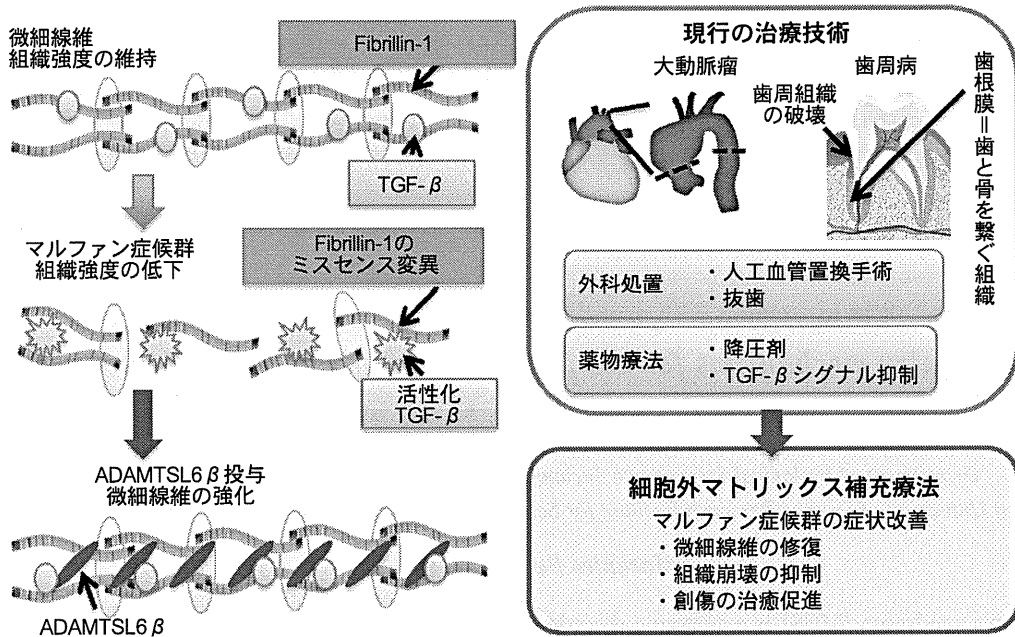 微細線維
組織強度の維持
Fibrillin-1
TGF-β
マルファン症候群
組織強度の低下
Fibrillin-1の
ミスセンス変異
活性化
TGF-β
ADAMTSL6β投与
微細線維の強化
ADAMTSL6β
現行の治療技術
大動脈瘤
歯周病
歯周組織
の破壊
歯根膜＝歯と骨を繋ぐ組織
外科処置
・人工血管置換手術
・抜歯
薬物療法
・降圧剤
・TGF-βシグナル抑制
細胞外マトリックス補充療法
マルファン症候群の症状改善
・微細線維の修復
・組織崩壊の抑制
・創傷の治癒促進